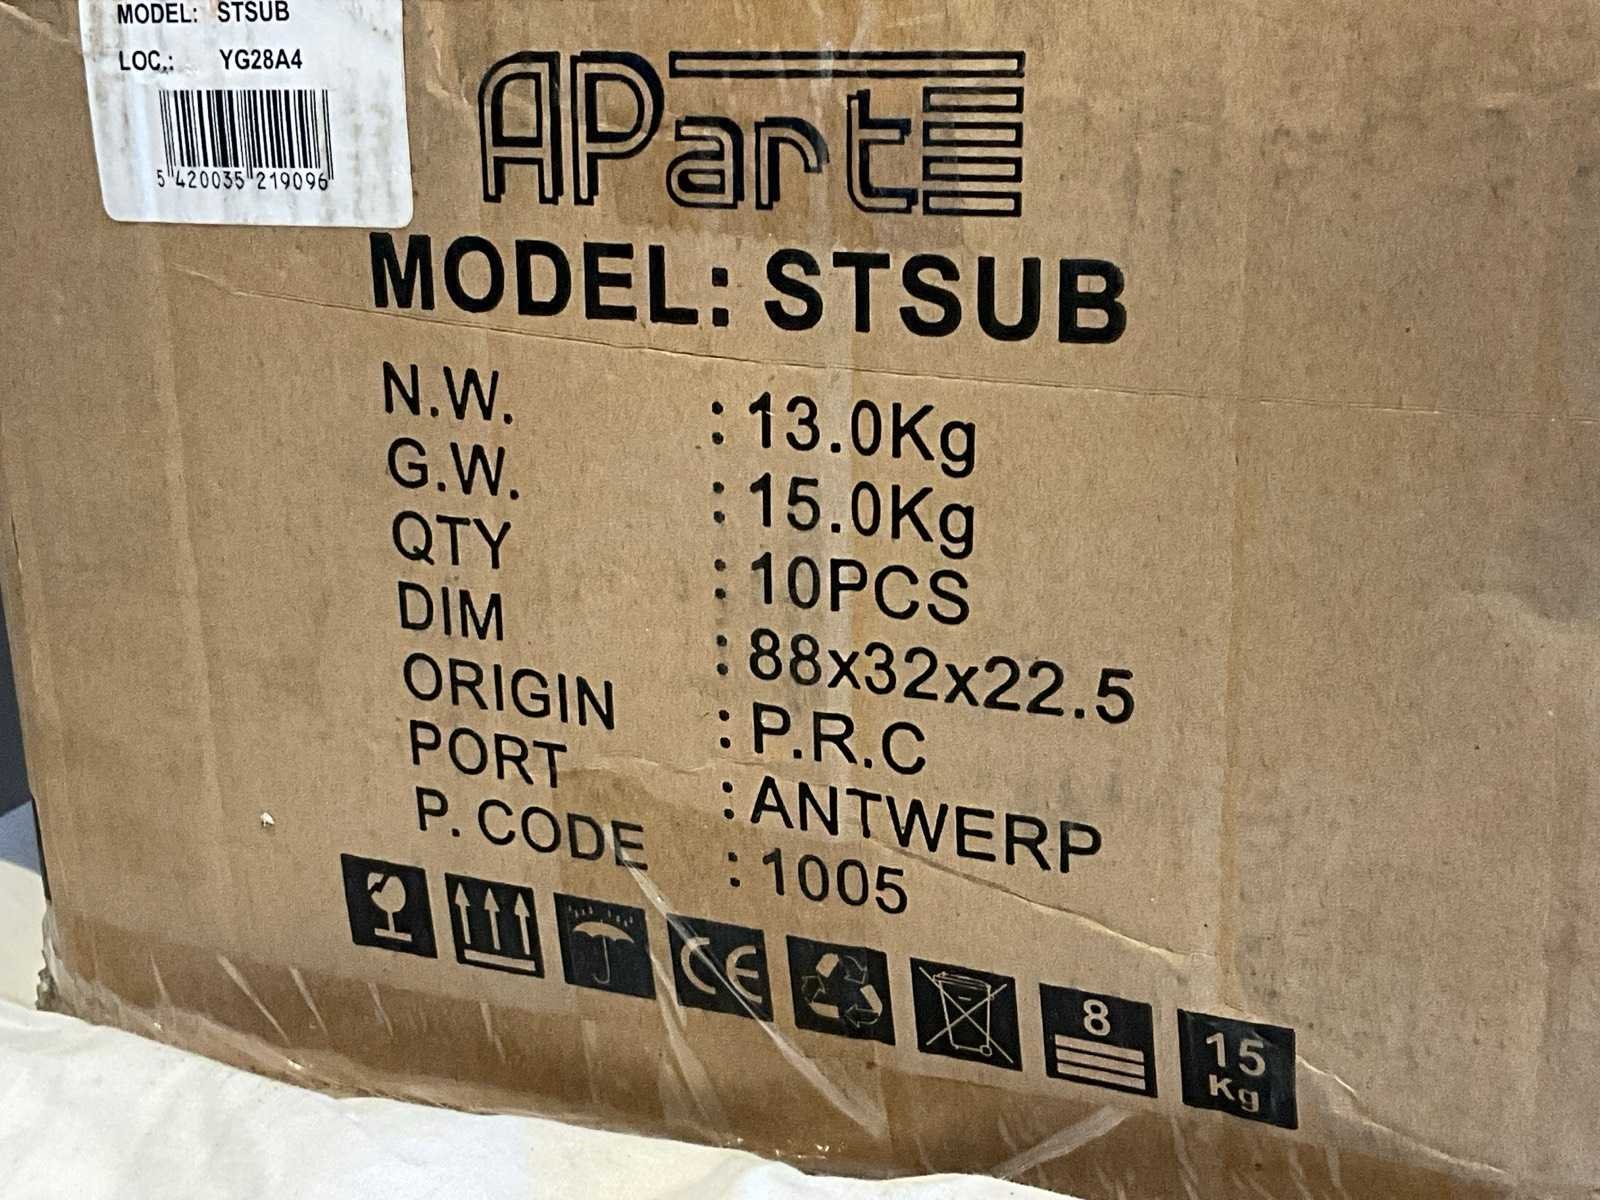 MODEL: STSUB
LOC.: YG28A4
5 420035 219096
APart
MODEL: STSUB
N.W. : 13.0Kg
G.W. : 15.0Kg
QTY : 10PCS
DIM : 88x32x22.5
ORIGIN : P.R.C
PORT : ANTWERP
P. CODE : 1005
CE
8
15
Kg